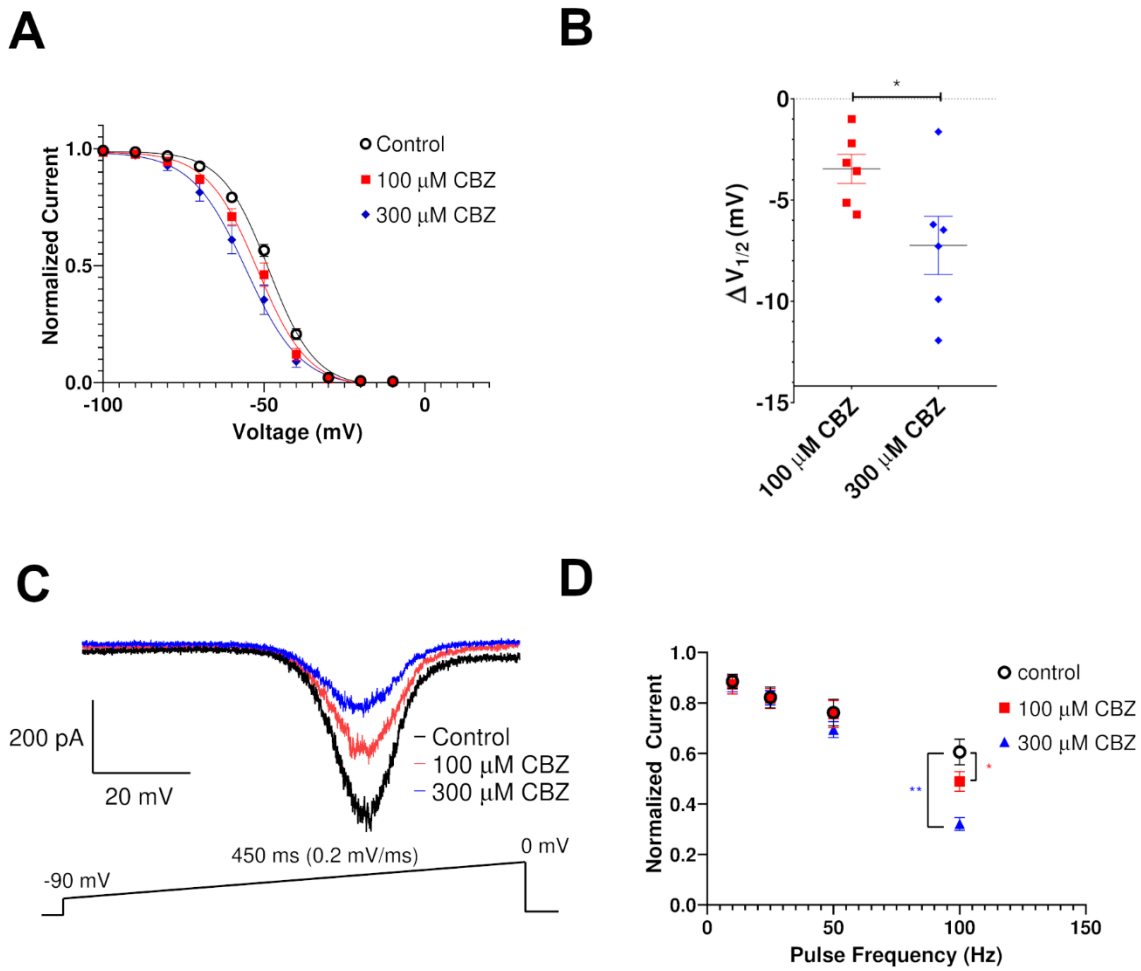 A
Normalized Current
1.0
0.5
0.0
-100
-50
0
Voltage (mV)
Control
100 μM CBZ
300 μM CBZ
B
*
Δ V1/2 (mV)
0
-5
-10
-15
100 μM CBZ
300 μM CBZ
C
200 pA
20 mV
Control
100 μM CBZ
300 μM CBZ
450 ms (0.2 mV/ms)
-90 mV
0 mV
D
Normalized Current
1.0
0.8
0.6
0.4
0.2
0.0
0
50
100
150
Pulse Frequency (Hz)
control
100 μM CBZ
300 μM CBZ
*
**